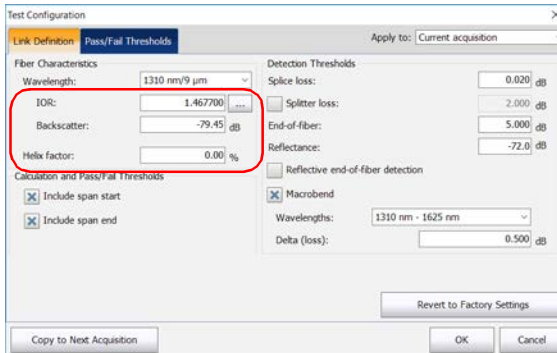 Test Configuration
Link Definition
Pass/Fail Thresholds
Apply to: Current acquisition
Fiber Characteristics
Wavelength: 1310 nm/9 µm
IOR: 1.467700 ...
Backscatter: -79.45 dB
Helix factor: 0.00 %
Calculation and Pass/Fail Thresholds
Include span start
Include span end
Detection Thresholds
Splice loss: 0.020 dB
Splitter loss: 2.000 dB
End-of-fiber: 5.000 dB
Reflectance: -72.0 dB
Reflective end-of-fiber detection
Macrobend
Wavelengths: 1310 nm - 1625 nm
Delta (loss): 0.500 dB
Revert to Factory Settings
Copy to Next Acquisition
OK
Cancel